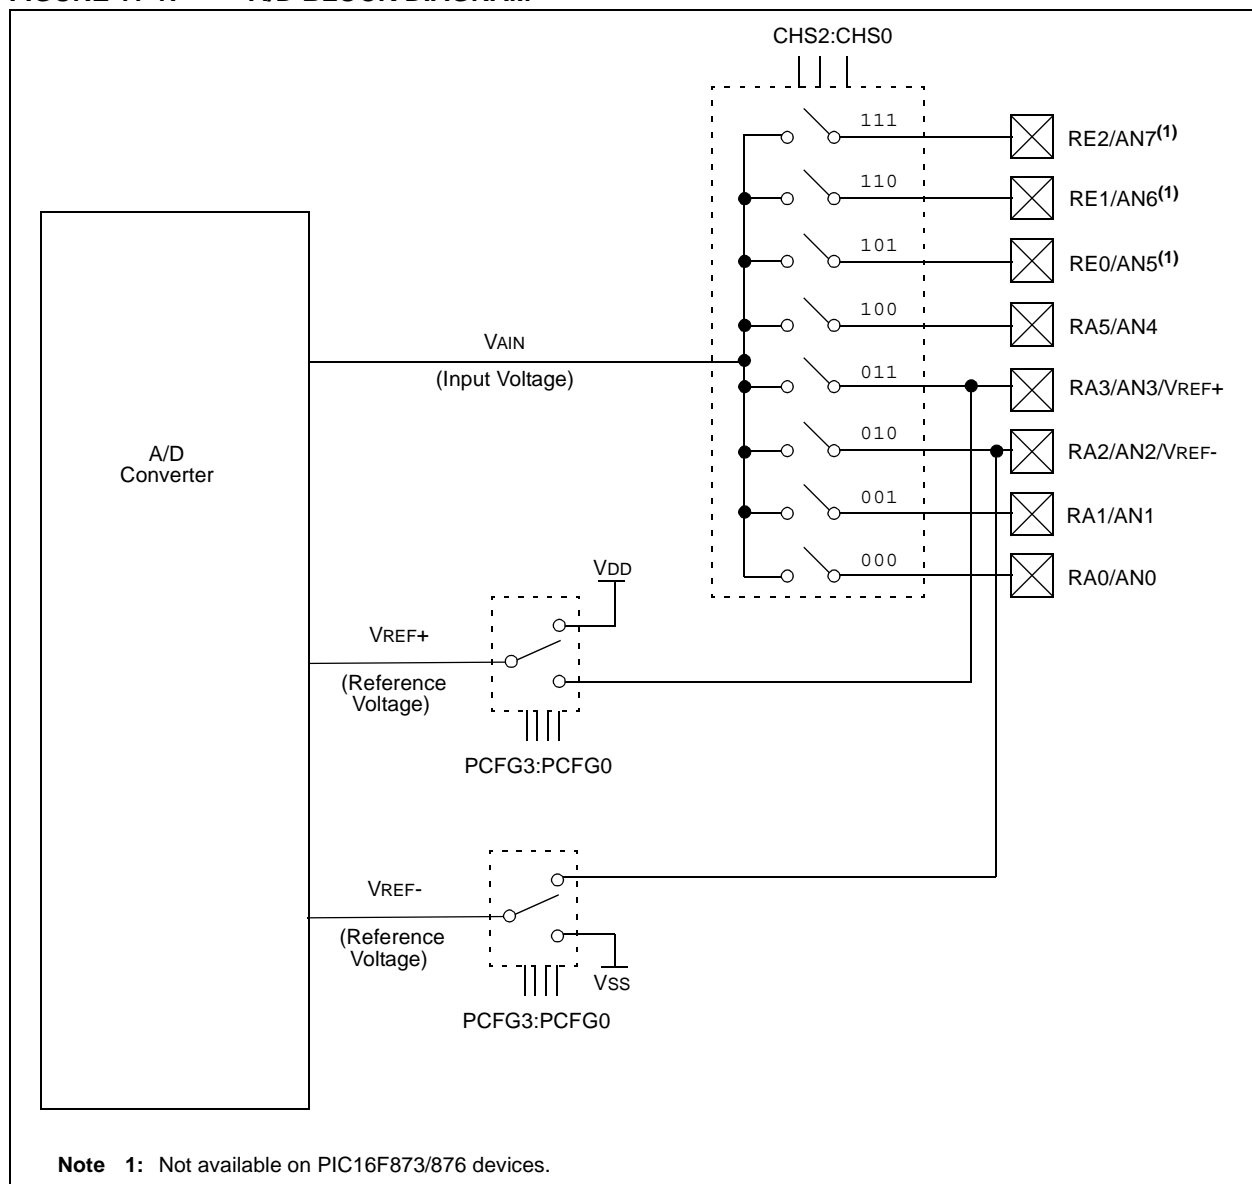 CHS2:CHS0
111
RE2/AN7(1)
110
RE1/AN6(1)
101
RE0/AN5(1)
100
RA5/AN4
VAIN
(Input Voltage)
011
RA3/AN3/VREF+
010
RA2/AN2/VREF-
A/D
Converter
001
RA1/AN1
000
RA0/AN0
VDD
VREF+
(Reference
Voltage)
PCFG3:PCFG0
VREF-
(Reference
Voltage)
VSS
PCFG3:PCFG0
Note 1: Not available on PIC16F873/876 devices.